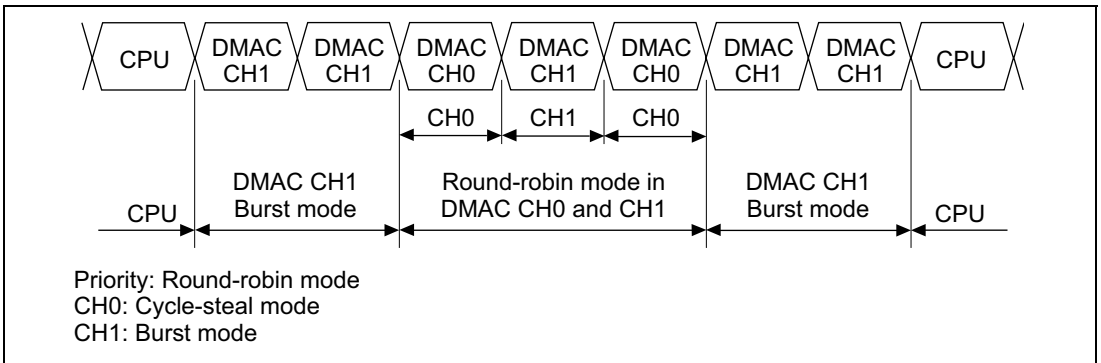 CPU DMAC CH1 DMAC CH1 DMAC CH0 DMAC CH1 DMAC CH0 DMAC CH1 DMAC CH1 CPU
CH0 CH1 CH0
CPU
DMAC CH1
Burst mode
Round-robin mode in
DMAC CH0 and CH1
DMAC CH1
Burst mode
CPU
Priority: Round-robin mode
CH0: Cycle-steal mode
CH1: Burst mode